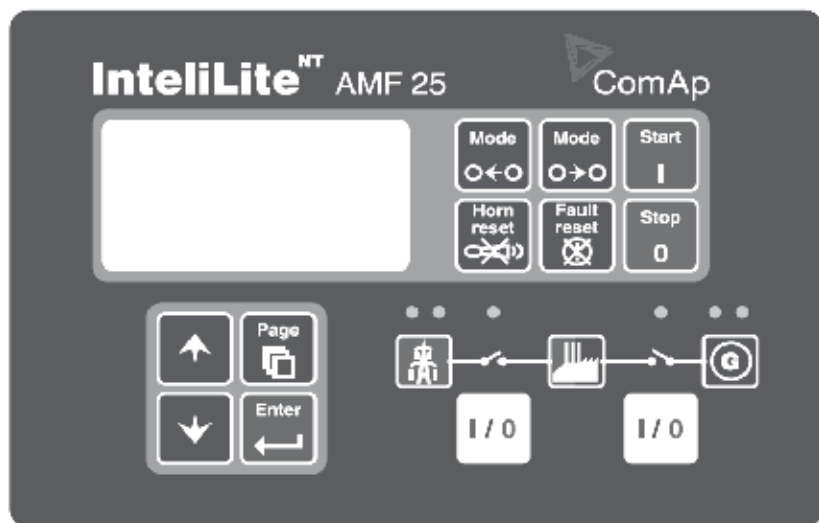 InteliLite NT AMF 25
ComAp
Mode Mode Start
I
Horn reset
Fault reset
Stop
0
Page
Enter
G
I / 0 I / 0